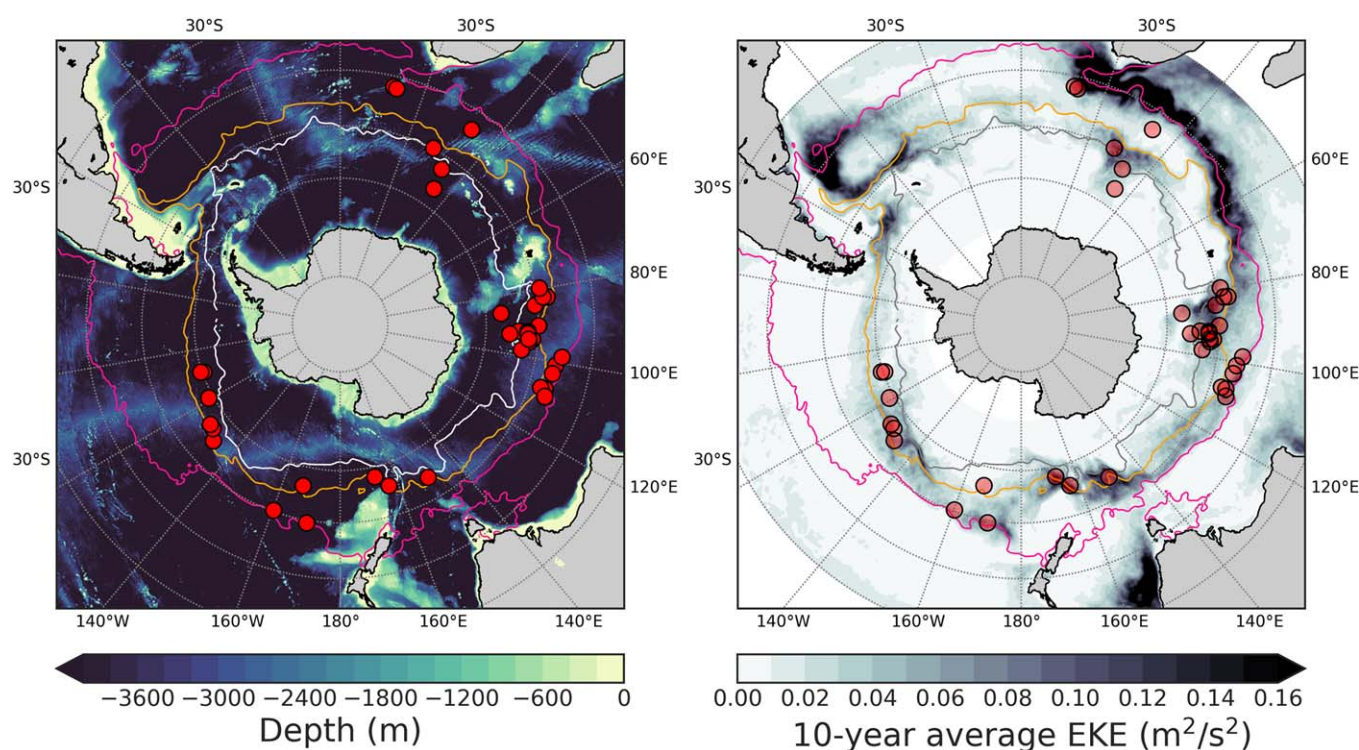 30°S 30°S 30°S
60°E
30°S 80°E 30°S 80°E
100°E 100°E
30°S 120°E 30°S 120°E
140°W 160°W 180° 160°E 140°E 140°W 160°W 180° 160°E 140°E
−3600 −3000 −2400 −1800 −1200 −600 0 0.00 0.02 0.04 0.06 0.08 0.10 0.12 0.14 0.16
Depth (m) 10-year average EKE (m²/s²)
60°E